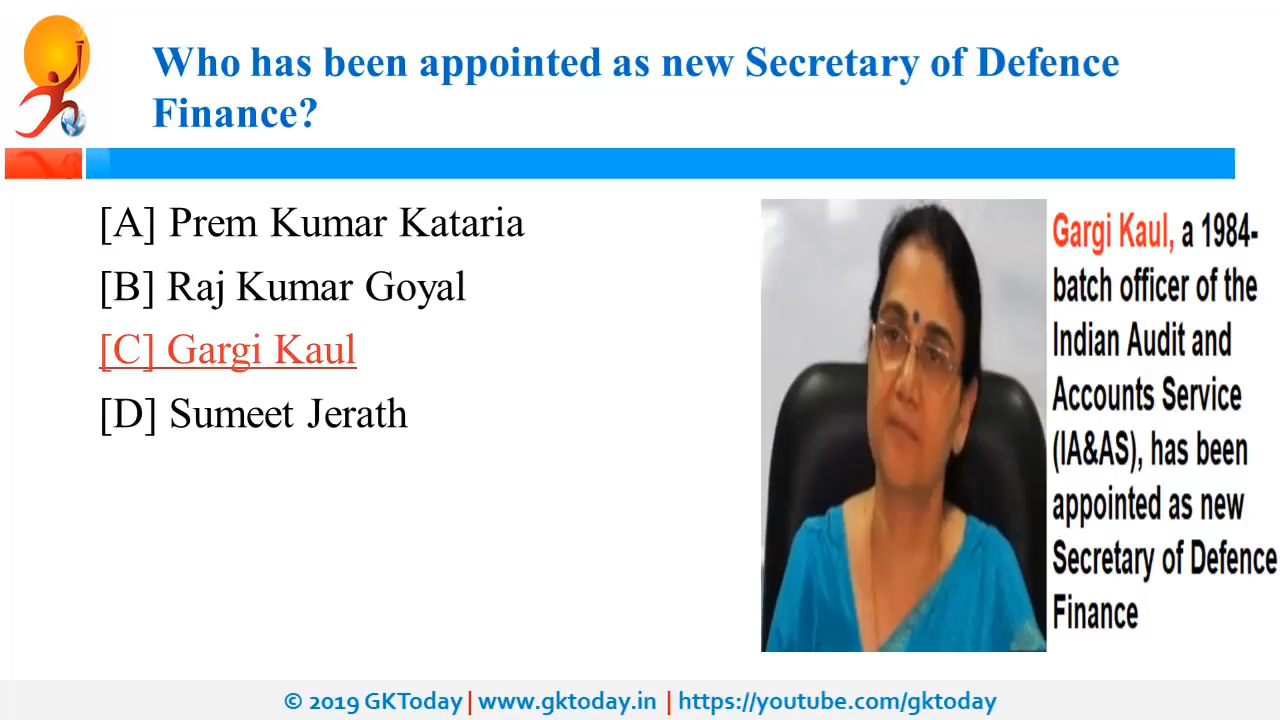 Who has been appointed as new Secretary of Defence
Finance?
[A] Prem Kumar Kataria
[B] Raj Kumar Goyal
[C] Gargi Kaul
[D] Sumeet Jerath
Gargi Kaul, a 1984-
batch officer of the
Indian Audit and
Accounts Service
(IA&AS), has been
appointed as new
Secretary of Defence
Finance
© 2019 GKToday | www.gktoday.in | https://youtube.com/gktoday